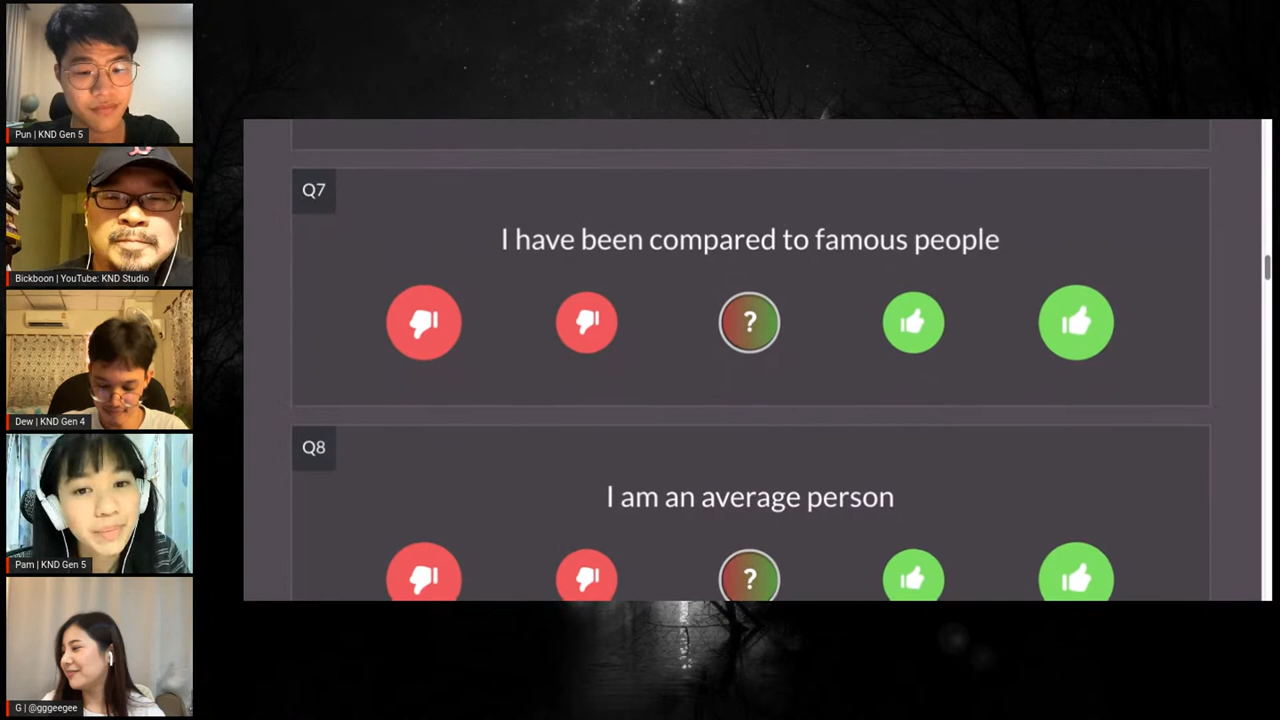 Pun | KND Gen 5
Bickboon | YouTube: KND Studio
Dew | KND Gen 4
Pam | KND Gen 5
G | @gggeegee
Q7
I have been compared to famous people
?
Q8
I am an average person
?